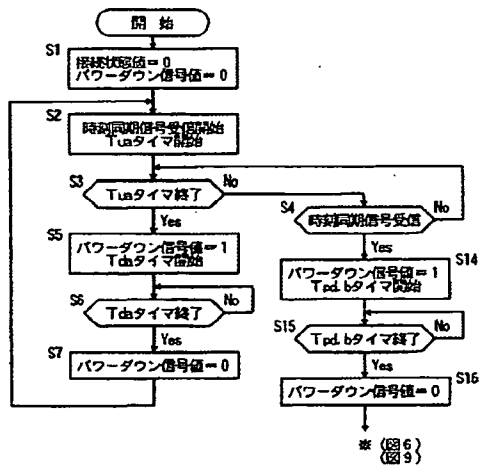 開 始
S1
接続状態値＝0
パワーダウン信号値＝0
S2
時刻同期信号受信開始
Tuaタイマ開始
S3
Tuaタイマ終了
No
Yes
S4
時刻同期信号受信
No
Yes
S5
パワーダウン信号値＝1
Tdaタイマ開始
S6
Tdaタイマ終了
No
Yes
S7
パワーダウン信号値＝0
S14
パワーダウン信号値＝1
Tpd.bタイマ開始
S15
Tpd.bタイマ終了
No
Yes
S16
パワーダウン信号値＝0
※（図6）
（図9）